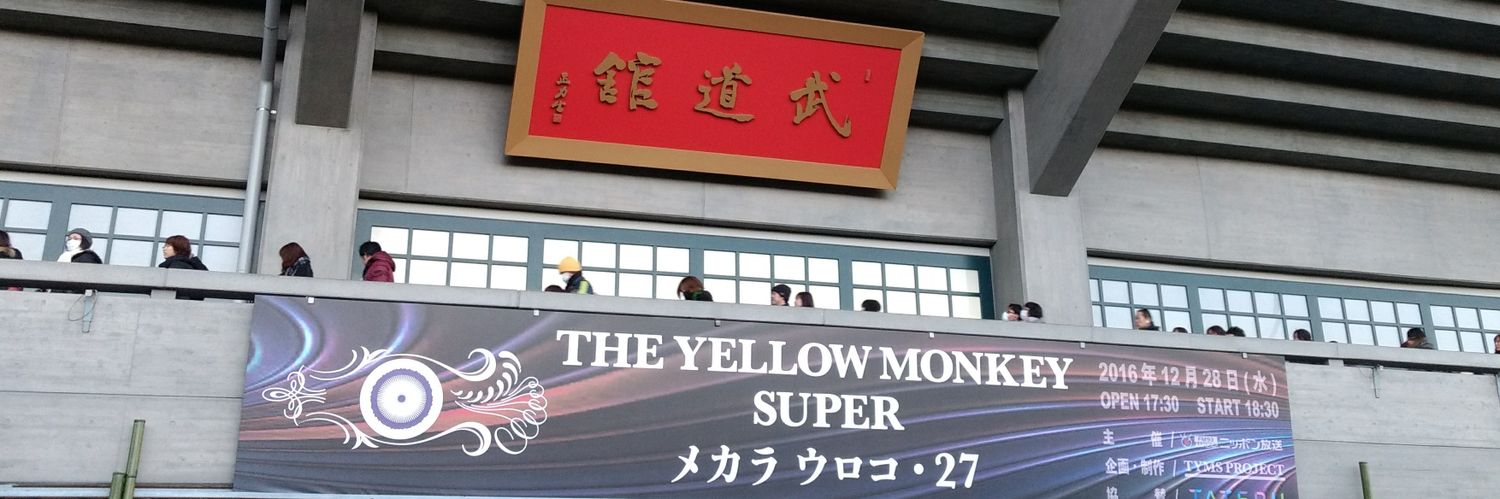 館道武
THE YELLOW MONKEY
SUPER
メカラ ウロコ・27
2016年12月28日(水)
OPEN 17:30 START 18:30
主 催 / ニッポン放送
企画・制作 / TYMS PROJECT
協 賛 /